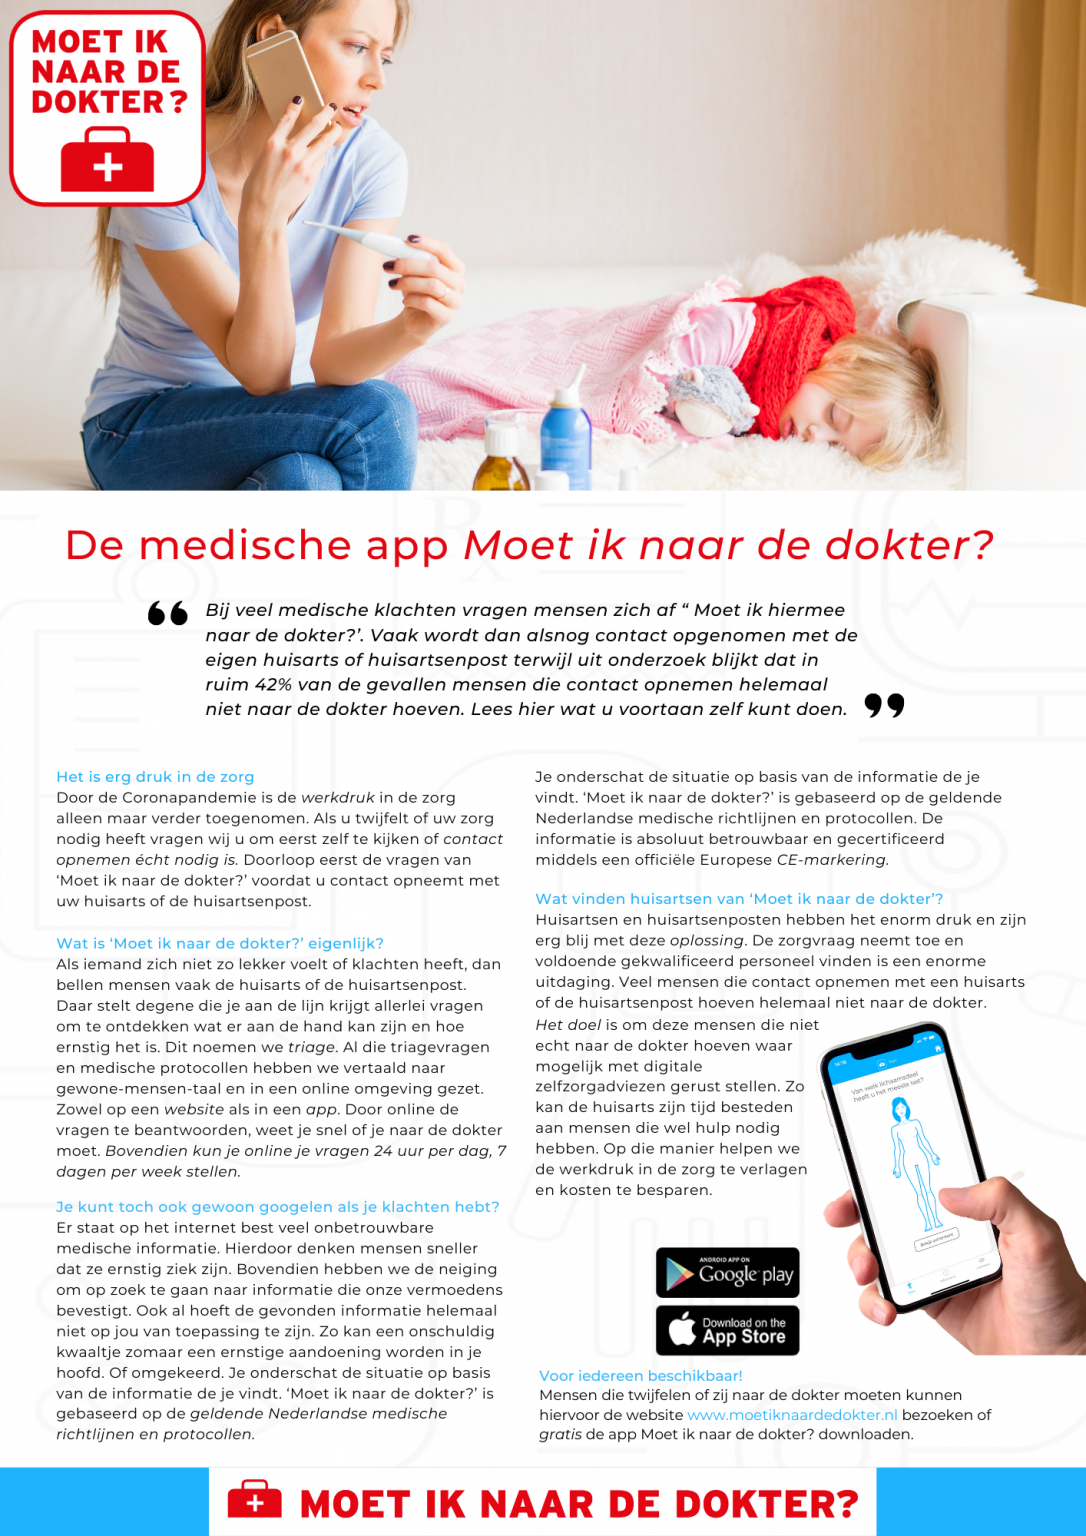 MOET IK
NAAR DE
DOKTER?
De medische app Moet ik naar de dokter?
“ Bij veel medische klachten vragen mensen zich af “ Moet ik hiermee
naar de dokter?’. Vaak wordt dan alsnog contact opgenomen met de
eigen huisarts of huisartsenpost terwijl uit onderzoek blijkt dat in
ruim 42% van de gevallen mensen die contact opnemen helemaal
niet naar de dokter hoeven. Lees hier wat u voortaan zelf kunt doen. ”
Het is erg druk in de zorg
Door de Coronapandemie is de werkdruk in de zorg
alleen maar verder toegenomen. Als u twijfelt of uw zorg
nodig heeft vragen wij u om eerst zelf te kijken of contact
opnemen écht nodig is. Doorloop eerst de vragen van
‘Moet ik naar de dokter?’ voordat u contact opneemt met
uw huisarts of de huisartsenpost.
Wat is ‘Moet ik naar de dokter?’ eigenlijk?
Als iemand zich niet zo lekker voelt of klachten heeft, dan
bellen mensen vaak de huisarts of de huisartsenpost.
Daar stelt degene die je aan de lijn krijgt allerlei vragen
om te ontdekken wat er aan de hand kan zijn en hoe
ernstig het is. Dit noemen we triage. Al die triagevragen
en medische protocollen hebben we vertaald naar
gewone-mensen-taal en in een online omgeving gezet.
Zowel op een website als in een app. Door online de
vragen te beantwoorden, weet je snel of je naar de dokter
moet. Bovendien kun je online je vragen 24 uur per dag, 7
dagen per week stellen.
Je kunt toch ook gewoon googelen als je klachten hebt?
Er staat op het internet best veel onbetrouwbare
medische informatie. Hierdoor denken mensen sneller
dat ze ernstig ziek zijn. Bovendien hebben we de neiging
om op zoek te gaan naar informatie die onze vermoedens
bevestigt. Ook al hoeft de gevonden informatie helemaal
niet op jou van toepassing te zijn. Zo kan een onschuldig
kwaaltje zomaar een ernstige aandoening worden in je
hoofd. Of omgekeerd. Je onderschat de situatie op basis
van de informatie de je vindt. ‘Moet ik naar de dokter?’ is
gebaseerd op de geldende Nederlandse medische
richtlijnen en protocollen.
Je onderschat de situatie op basis van de informatie de je
vindt. ‘Moet ik naar de dokter?’ is gebaseerd op de geldende
Nederlandse medische richtlijnen en protocollen. De
informatie is absoluut betrouwbaar en gecertificeerd
middels een officiële Europese CE-markering.
Wat vinden huisartsen van ‘Moet ik naar de dokter’?
Huisartsen en huisartsenposten hebben het enorm druk en zijn
erg blij met deze oplossing. De zorgvraag neemt toe en
voldoende gekwalificeerd personeel vinden is een enorme
uitdaging. Veel mensen die contact opnemen met een huisarts
of de huisartsenpost hoeven helemaal niet naar de dokter.
Het doel is om deze mensen die niet
echt naar de dokter hoeven waar
mogelijk met digitale
zelfzorgadviezen gerust stellen. Zo
kan de huisarts zijn tijd besteden
aan mensen die wel hulp nodig
hebben. Op die manier helpen we
de werkdruk in de zorg te verlagen
en kosten te besparen.
Van welk lichaamsdeel
heeft u het meeste last?
ANDROID APP ON
Google play
Download on the
App Store
Voor iedereen beschikbaar!
Mensen die twijfelen of zij naar de dokter moeten kunnen
hiervoor de website www.moetiknaardedokter.nl bezoeken of
gratis de app Moet ik naar de dokter? downloaden.
MOET IK NAAR DE DOKTER?